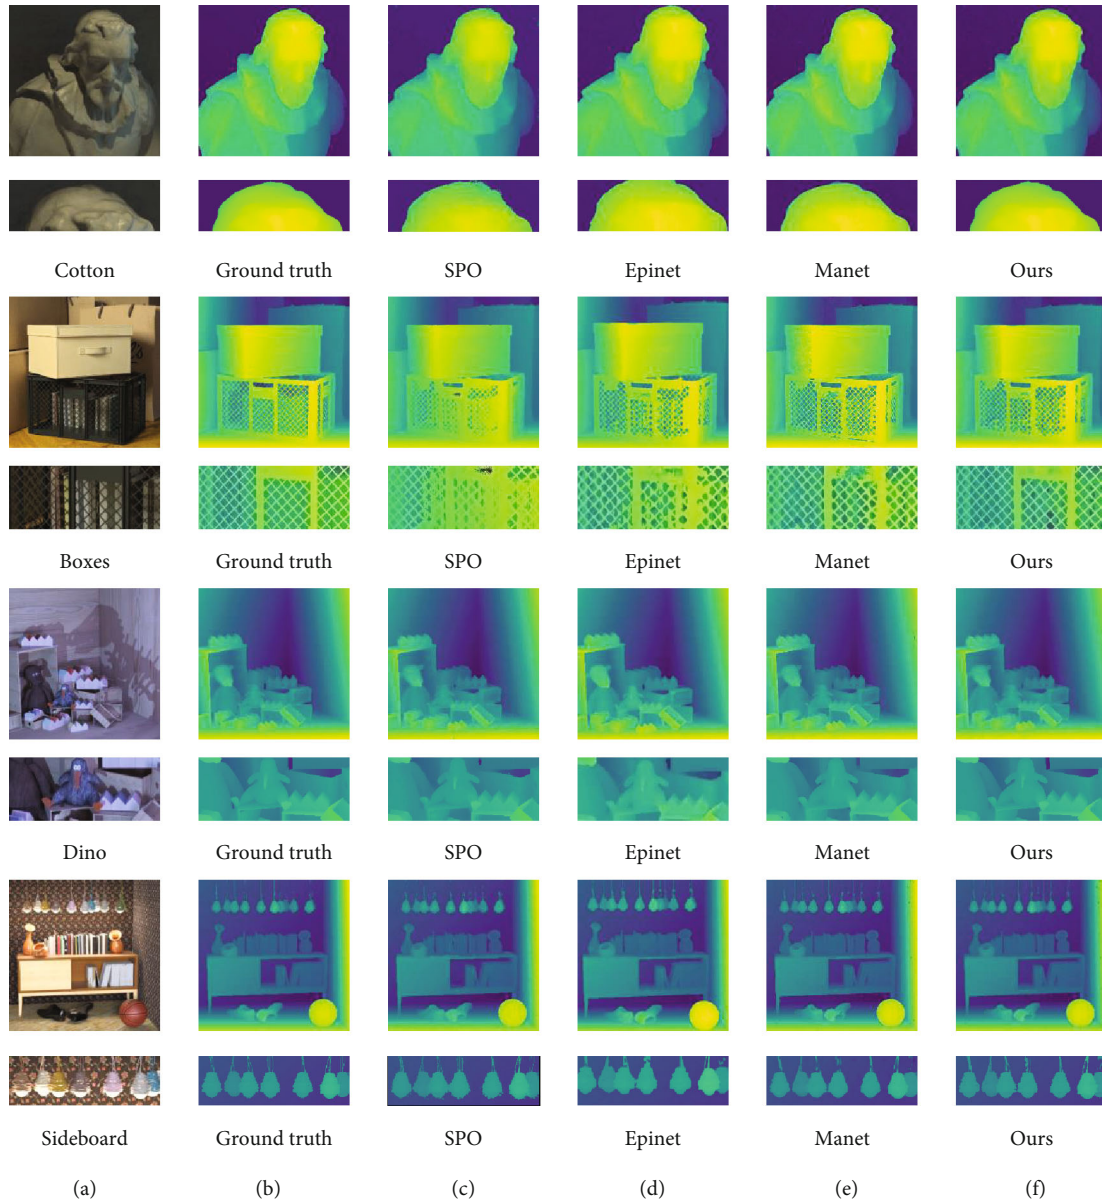 Cotton Ground truth SPO Epinet Manet Ours
Boxes Ground truth SPO Epinet Manet Ours
Dino Ground truth SPO Epinet Manet Ours
Sideboard Ground truth SPO Epinet Manet Ours
(a) (b) (c) (d) (e) (f)